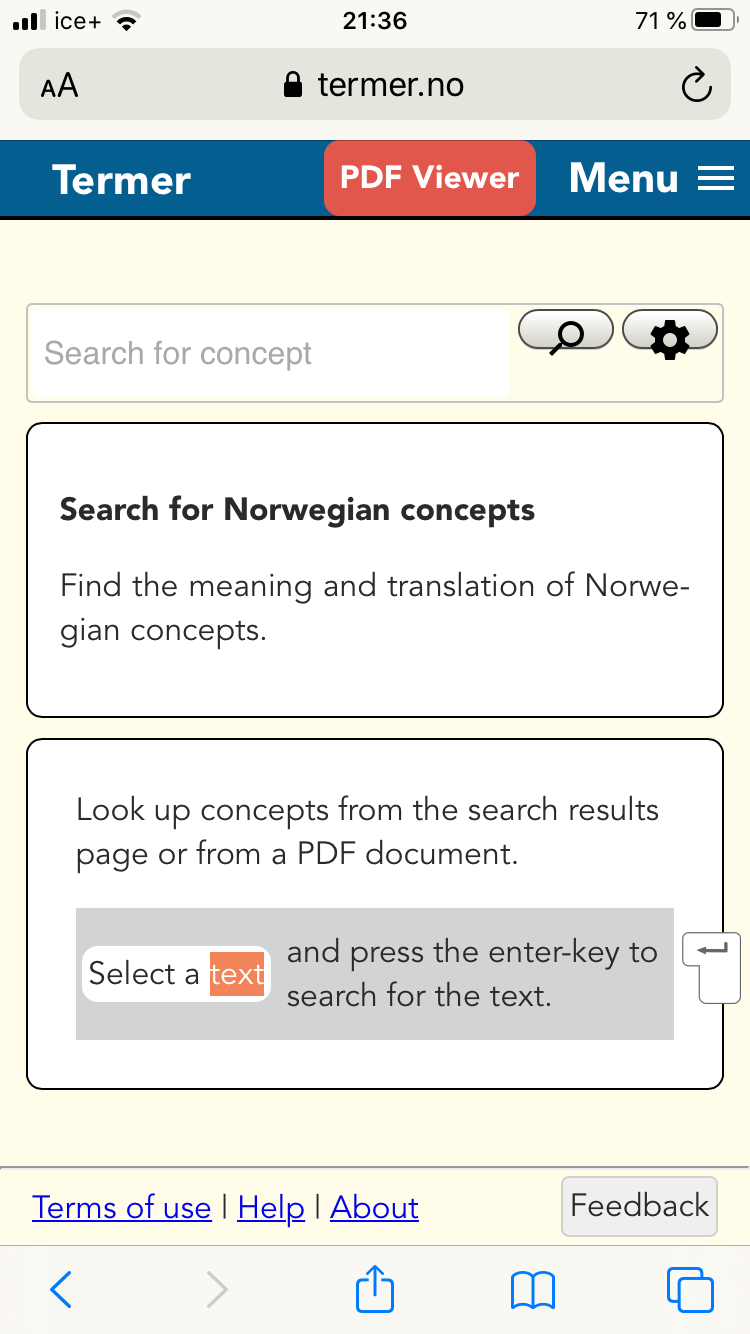 ice+ 21:36 71 %
AA termer.no
Termer PDF Viewer Menu
Search for concept
Search for Norwegian concepts
Find the meaning and translation of Norwe-
gian concepts.
Look up concepts from the search results
page or from a PDF document.
Select a text
and press the enter-key to
search for the text.
Terms of use | Help | About Feedback